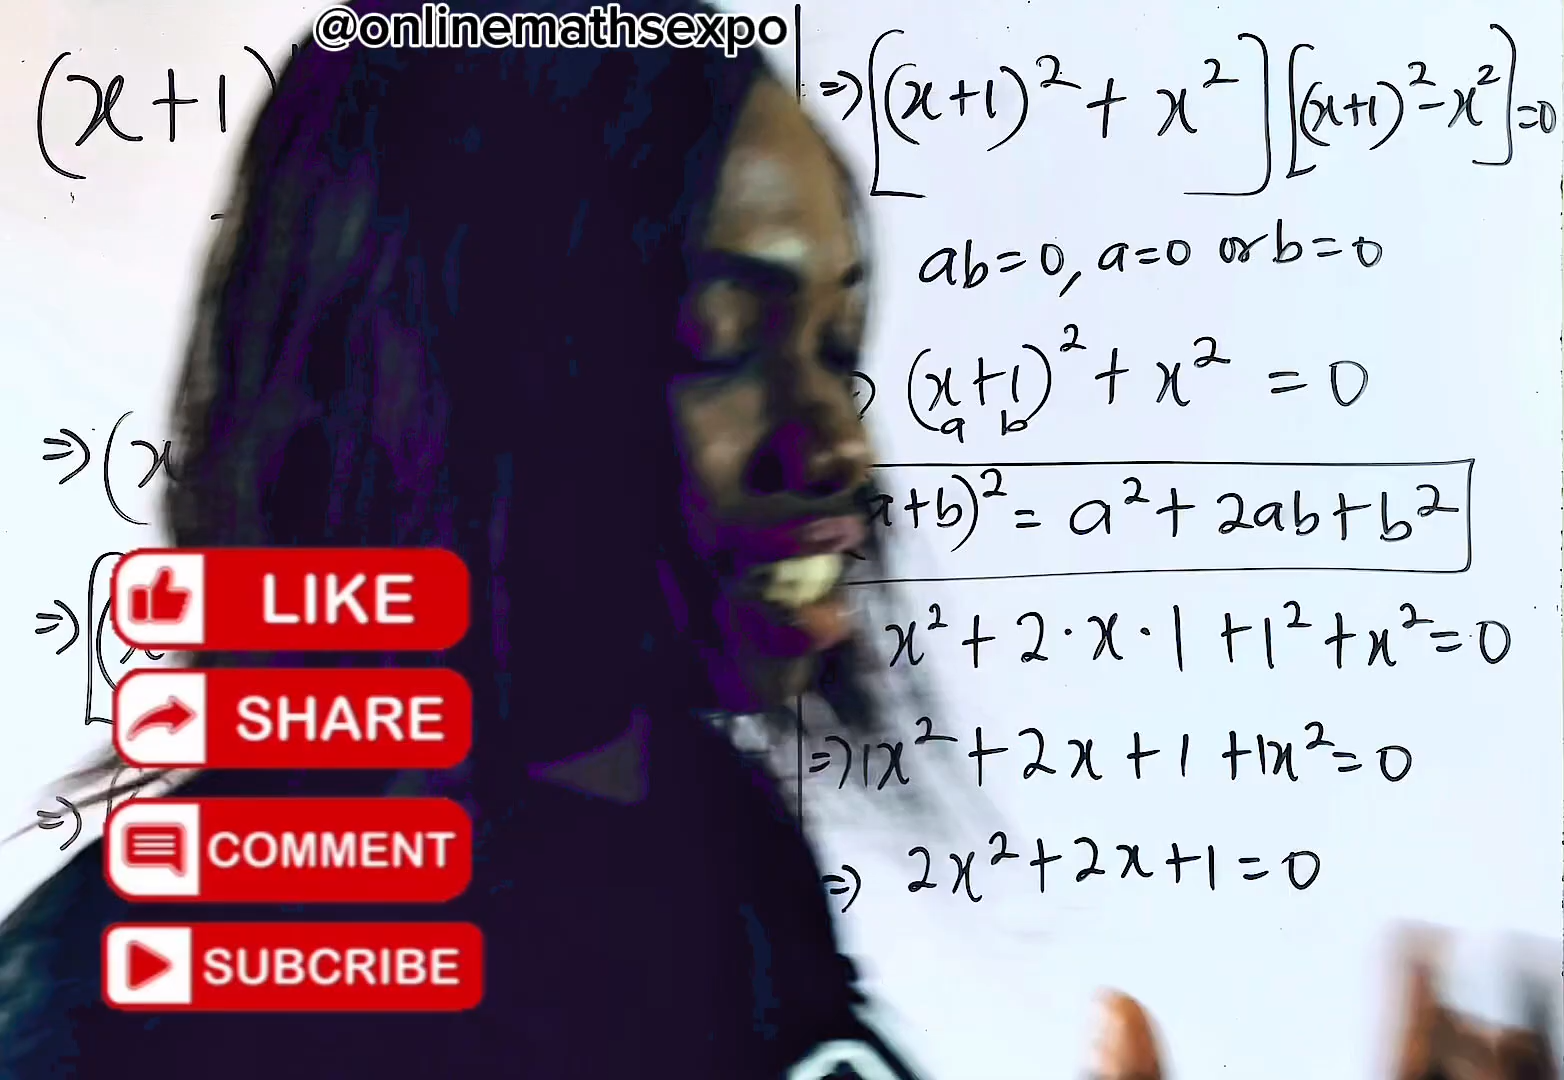 @onlinemathsexpo
(x+1)
⇒(x
⇒[(x
⇒
LIKE
SHARE
COMMENT
SUBCRIBE
⇒[(x+1)² + x²][(x+1)²-x²]=0
ab=0, a=0 or b=0
(x+1)² + x² = 0
a b
a+b)² = a² + 2ab + b²
x² + 2·x·1 + 1² + x² = 0
⇒1x² + 2x + 1 + 1x² = 0
⇒ 2x² + 2x + 1 = 0